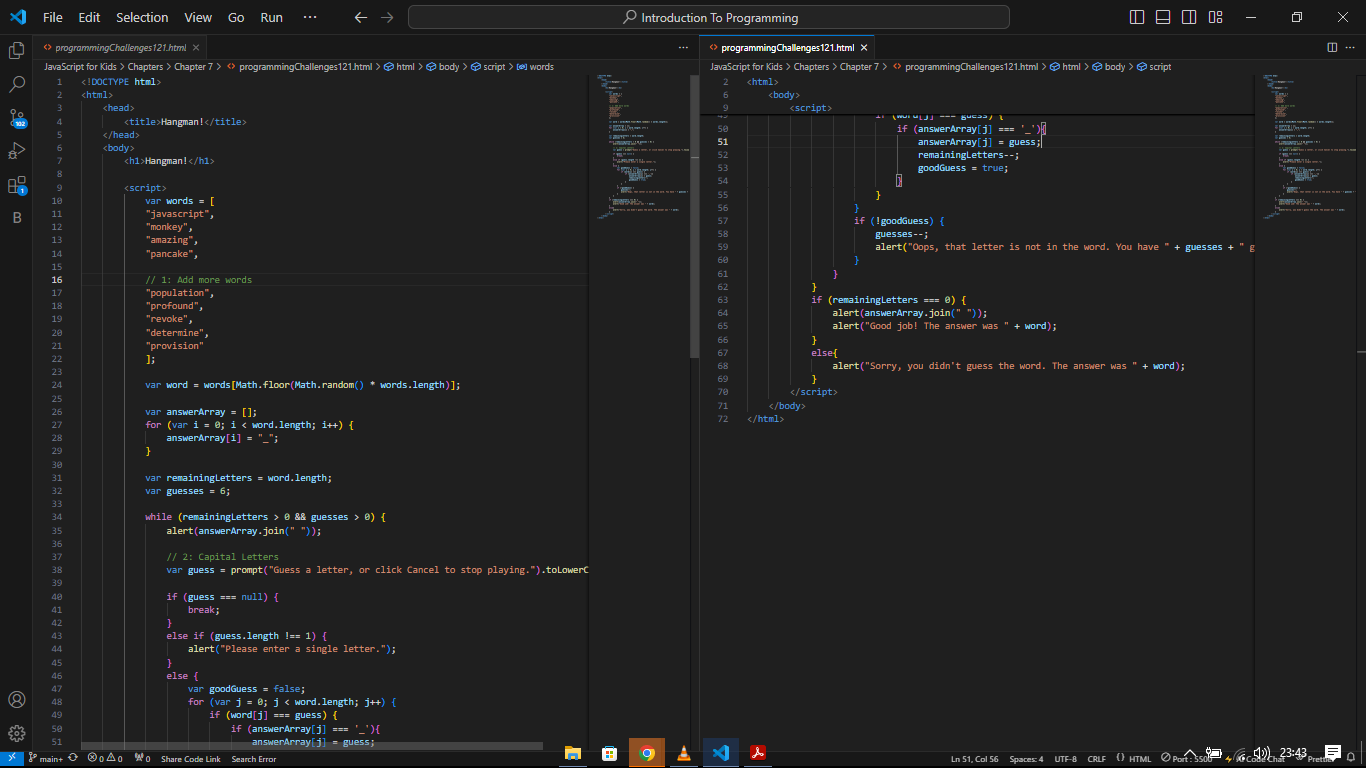 File Edit Selection View Go Run ···
Introduction To Programming
programmingChallenges121.html
JavaScript for Kids > Chapters > Chapter 7 > programmingChallenges121.html > html > body > script > words
1 <!DOCTYPE html>
2 <html>
3 <head>
4 <title>Hangman!</title>
5 </head>
6 <body>
7 <h1>Hangman!</h1>
8
9 <script>
10 var words = [
11 "javascript",
12 "monkey",
13 "amazing",
14 "pancake",
15
16 // 1: Add more words
17 "population",
18 "profound",
19 "revoke",
20 "determine",
21 "provision"
22 ];
23
24 var word = words[Math.floor(Math.random() * words.length)];
25
26 var answerArray = [];
27 for (var i = 0; i < word.length; i++) {
28 answerArray[i] = "_";
29 }
30
31 var remainingLetters = word.length;
32 var guesses = 6;
33
34 while (remainingLetters > 0 && guesses > 0) {
35 alert(answerArray.join(" "));
36
37 // 2: Capital Letters
38 var guess = prompt("Guess a letter, or click Cancel to stop playing.").toLowerC
39
40 if (guess === null) {
41 break;
42 }
43 else if (guess.length !== 1) {
44 alert("Please enter a single letter.");
45 }
46 else {
47 var goodGuess = false;
48 for (var j = 0; j < word.length; j++) {
49 if (word[j] === guess) {
50 if (answerArray[j] === '_'){
51 answerArray[j] = guess;
programmingChallenges121.html
JavaScript for Kids > Chapters > Chapter 7 > programmingChallenges121.html > html > body > script
2 <html>
6 <body>
9 <script>
49 if (word[j] === guess) {
50 if (answerArray[j] === '_'){
51 answerArray[j] = guess;
52 remainingLetters--;
53 goodGuess = true;
54 }
55 }
56 }
57 if (!goodGuess) {
58 guesses--;
59 alert("Oops, that letter is not in the word. You have " + guesses + " g
60 }
61 }
62 }
63 if (remainingLetters === 0) {
64 alert(answerArray.join(" "));
65 alert("Good job! The answer was " + word);
66 }
67 else{
68 alert("Sorry, you didn't guess the word. The answer was " + word);
69 }
70 </script>
71 </body>
72 </html>
102
1
B
main+ 0 0 0 Share Code Link Search Error
Ln 51, Col 56 Spaces: 4 UTF-8 CRLF {} HTML Port : 5500 Code Chat Prettier
23:43